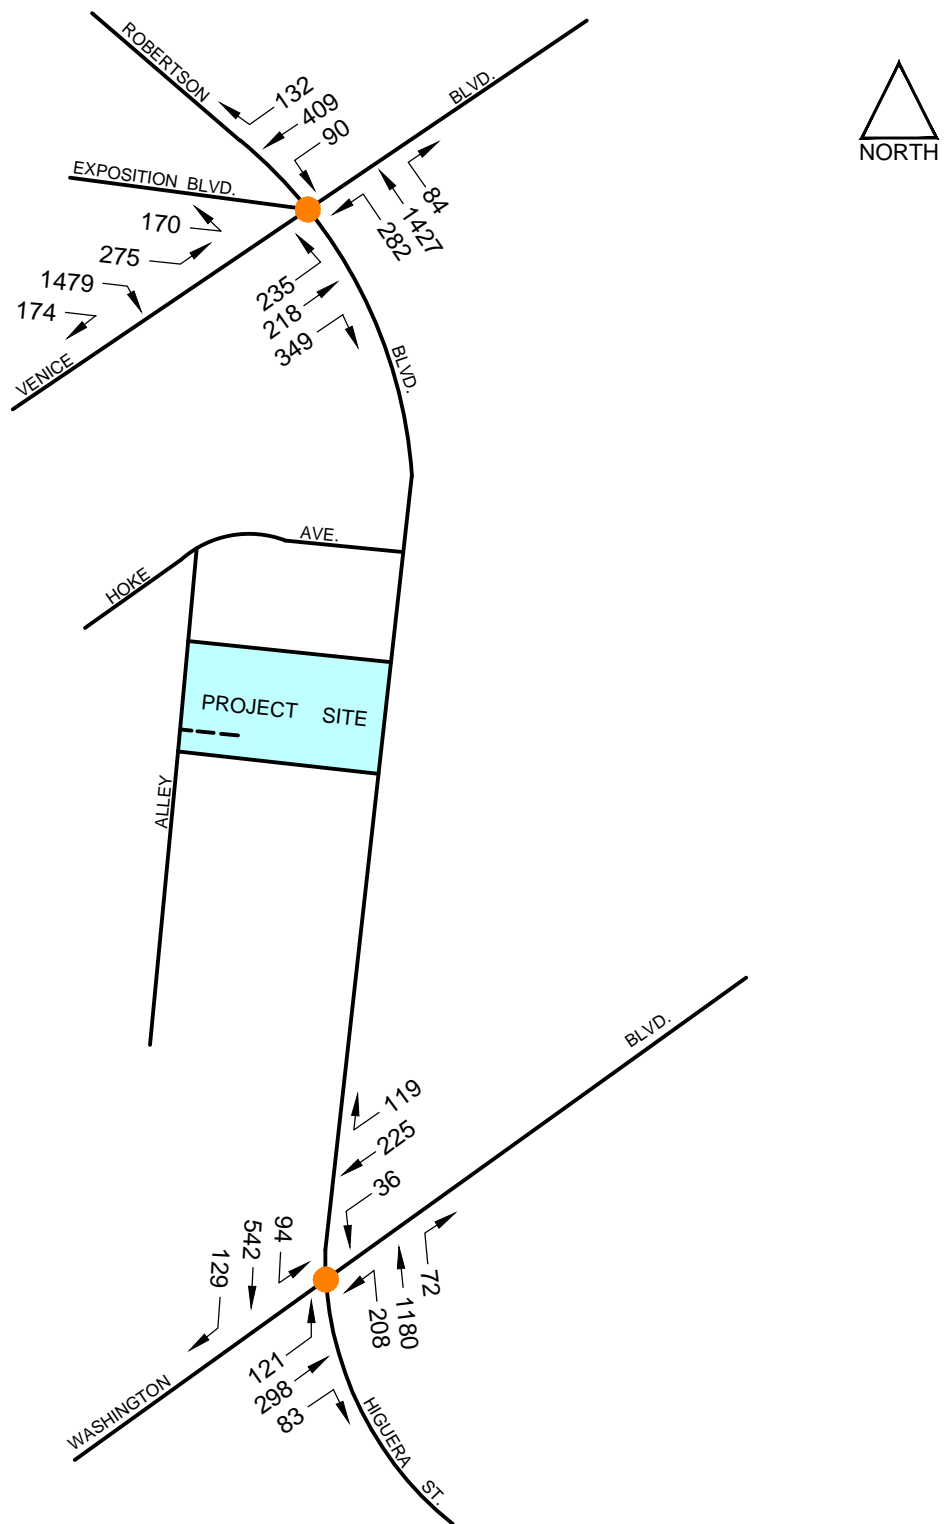 ROBERTSON
132
409
90
BLVD.
NORTH
EXPOSITION BLVD.
170
275
1479
174
VENICE
84
1427
282
235
218
349
BLVD.
HOKE
AVE.
PROJECT SITE
ALLEY
BLVD.
119
225
36
94
542
129
72
1180
208
121
298
83
WASHINGTON
HIGUERA ST.